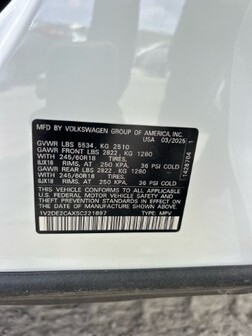 MFD BY VOLKSWAGEN GROUP OF AMERICA, INC.
USA 03/2025
GVWR LBS 5534, KG 2510
GAWR FRONT LBS 2822, KG 1280
WITH 245/60R18 TIRES,
8JX18 RIMS, AT 250 KPA, 36 PSI COLD
GAWR REAR LBS 2822, KG 1280
WITH 245/60R18 TIRES,
8JX18 RIMS, AT 250 KPA, 36 PSI COLD
THIS VEHICLE CONFORMS TO ALL APPLICABLE
FEDERAL MOTOR VEHICLE SAFETY, BUMPER,
AND THEFT PREVENTION STANDARDS IN EFFECT
U.S. FEDERAL ON THE DATE OF MANUFACTURE SHOWN ABOVE
1V2DE2CAXSC221897 TYPE: MPV